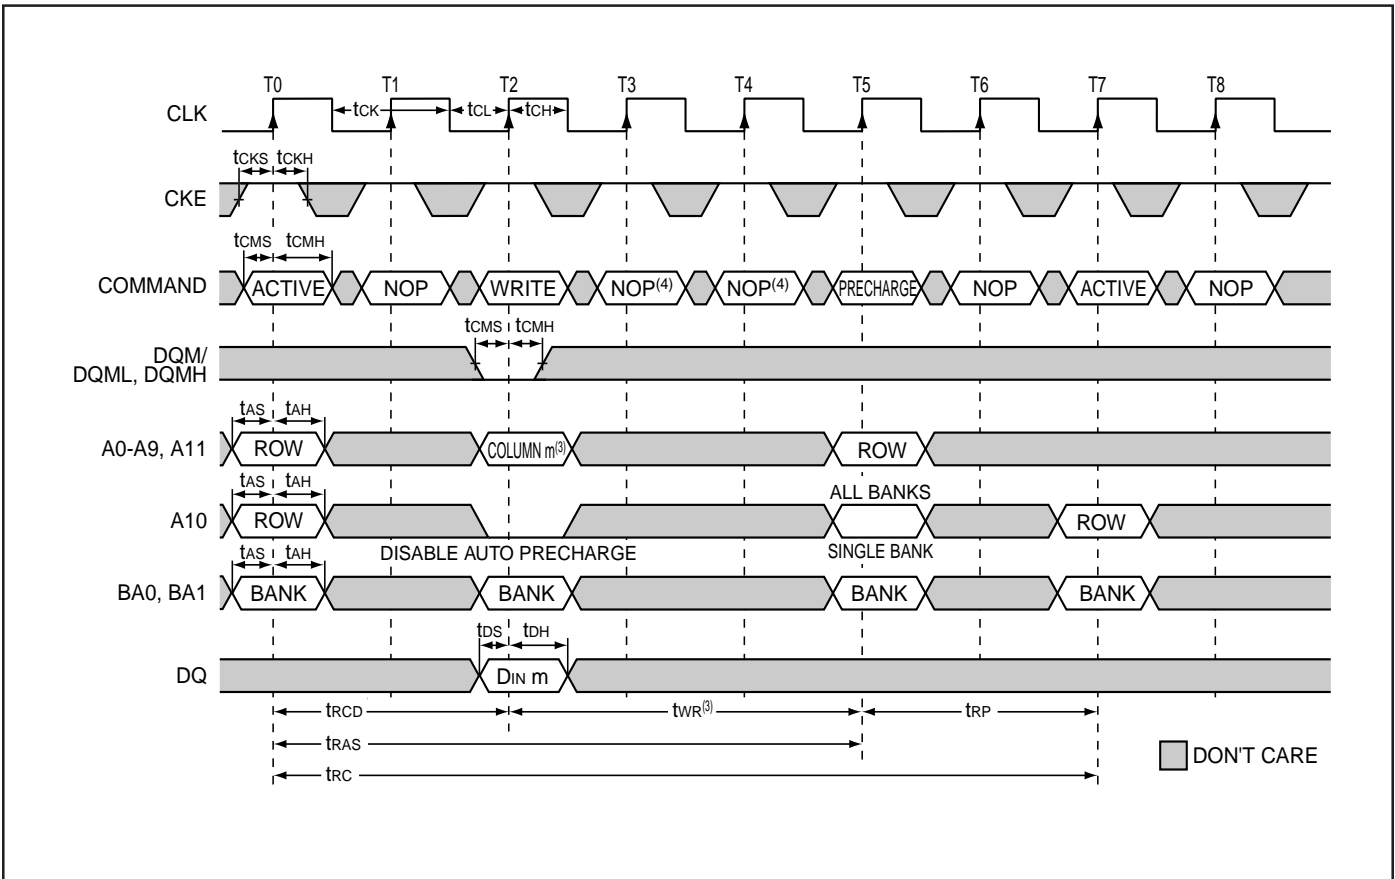 T0 T1 T2 T3 T4 T5 T6 T7 T8
CLK tCK tCL tCH
tCKS tCKH
CKE
tCMS tCMH
COMMAND ACTIVE NOP WRITE NOP(4) NOP(4) PRECHARGE NOP ACTIVE NOP
tCMS tCMH
DQM/
DQML, DQMH
tAS tAH
A0-A9, A11 ROW COLUMN m(3) ROW
tAS tAH ALL BANKS
A10 ROW ROW
DISABLE AUTO PRECHARGE SINGLE BANK
tAS tAH
BA0, BA1 BANK BANK BANK BANK
tDS tDH
DQ DIN m
tRCD tWR(3) tRP
tRAS
DON'T CARE
tRC